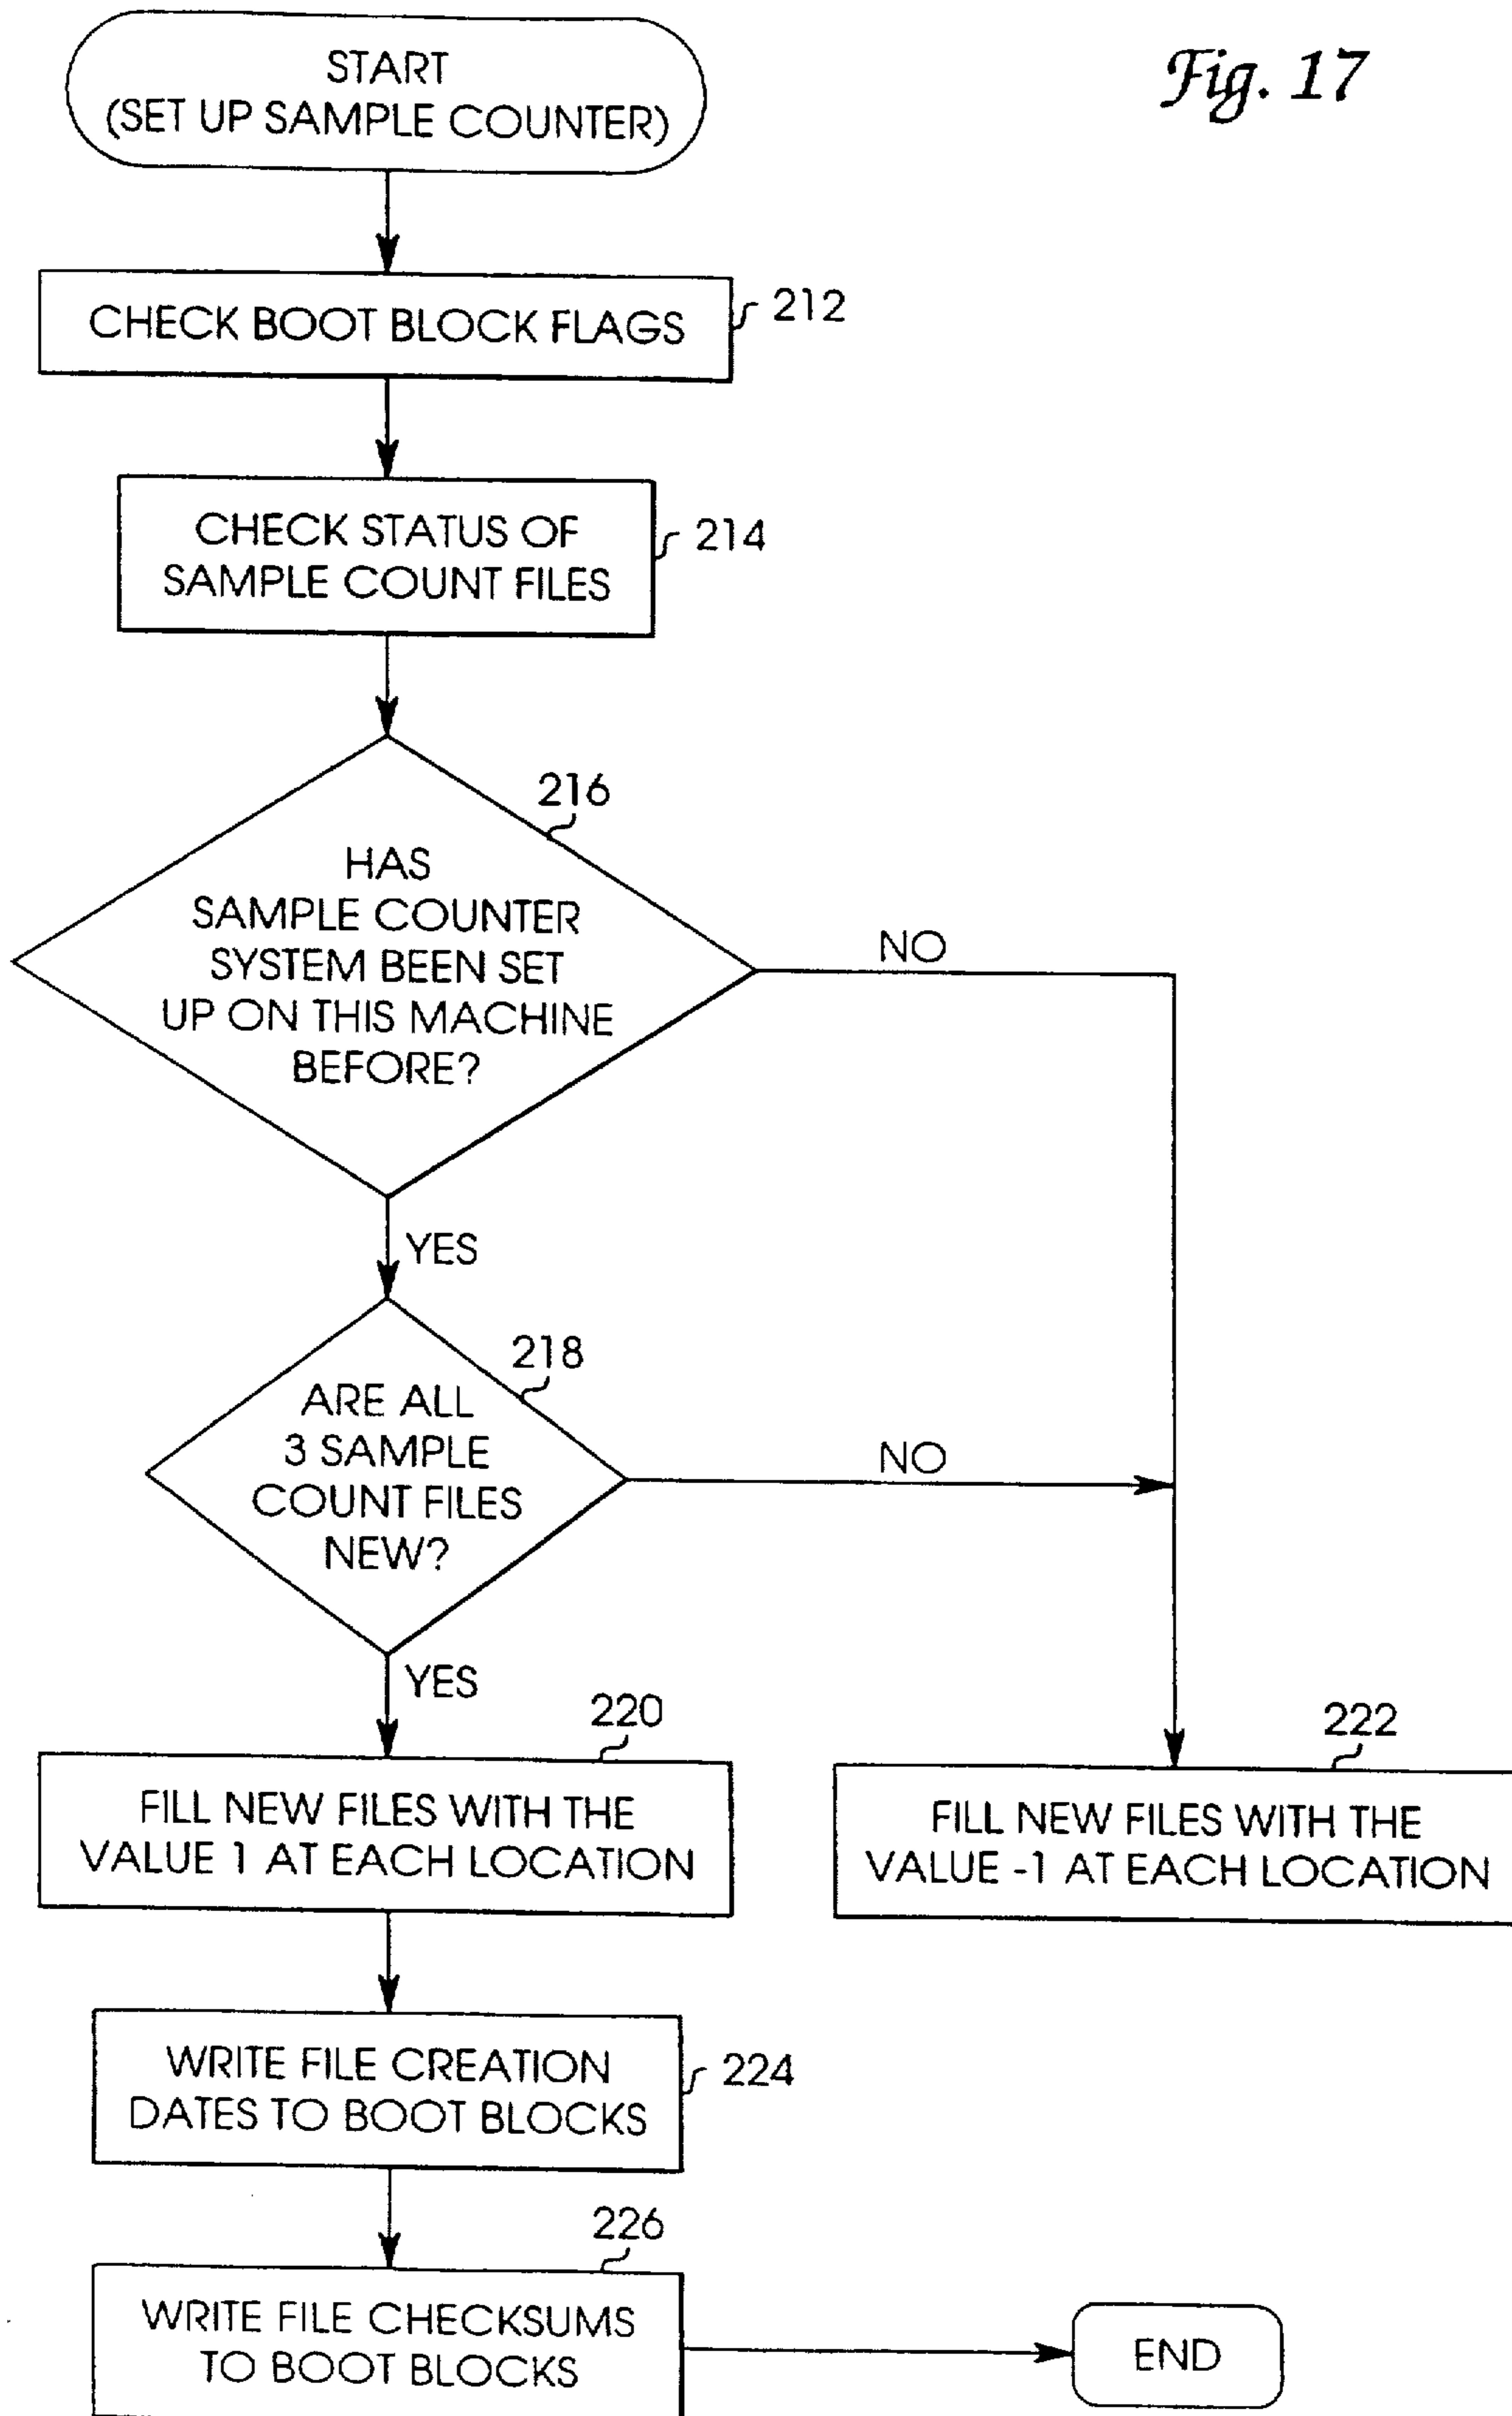 Fig. 17
START
(SET UP SAMPLE COUNTER)
CHECK BOOT BLOCK FLAGS
212
CHECK STATUS OF
SAMPLE COUNT FILES
214
216
HAS
SAMPLE COUNTER
SYSTEM BEEN SET
UP ON THIS MACHINE
BEFORE?
NO
YES
218
ARE ALL
3 SAMPLE
COUNT FILES
NEW?
NO
YES
220
FILL NEW FILES WITH THE
VALUE 1 AT EACH LOCATION
222
FILL NEW FILES WITH THE
VALUE -1 AT EACH LOCATION
WRITE FILE CREATION
DATES TO BOOT BLOCKS
224
226
WRITE FILE CHECKSUMS
TO BOOT BLOCKS
END